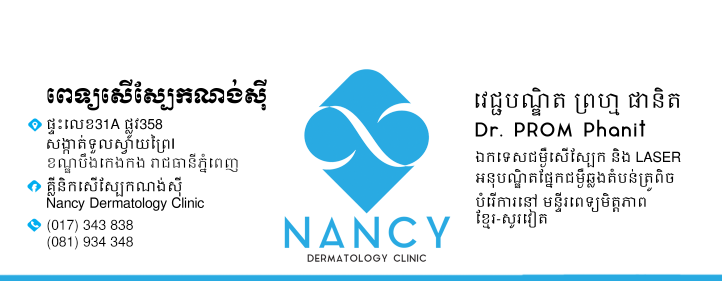 ពេទ្យសើស្បែកណង់ស៊ី
ផ្ទះលេខ31A ផ្លូវ358
សង្កាត់ទួលស្វាយព្រៃI
ខណ្ឌបឹងកេងកង រាជធានីភ្នំពេញ
គ្លីនិកសើស្បែកណង់ស៊ី
Nancy Dermatology Clinic
(017) 343 838
(081) 934 348
NANCY
DERMATOLOGY CLINIC
វេជ្ជបណ្ឌិត ព្រហ្ម ផានិត
Dr. PROM Phanit
ឯកទេសជម្ងឺសើស្បែក និង LASER
អនុបណ្ឌិតផ្នែកជម្ងឺឆ្លងតំបន់ត្រូពិច
បំរើការនៅ មន្ទីរពេទ្យមិត្តភាព
ខ្មែរ-សូរវៀត